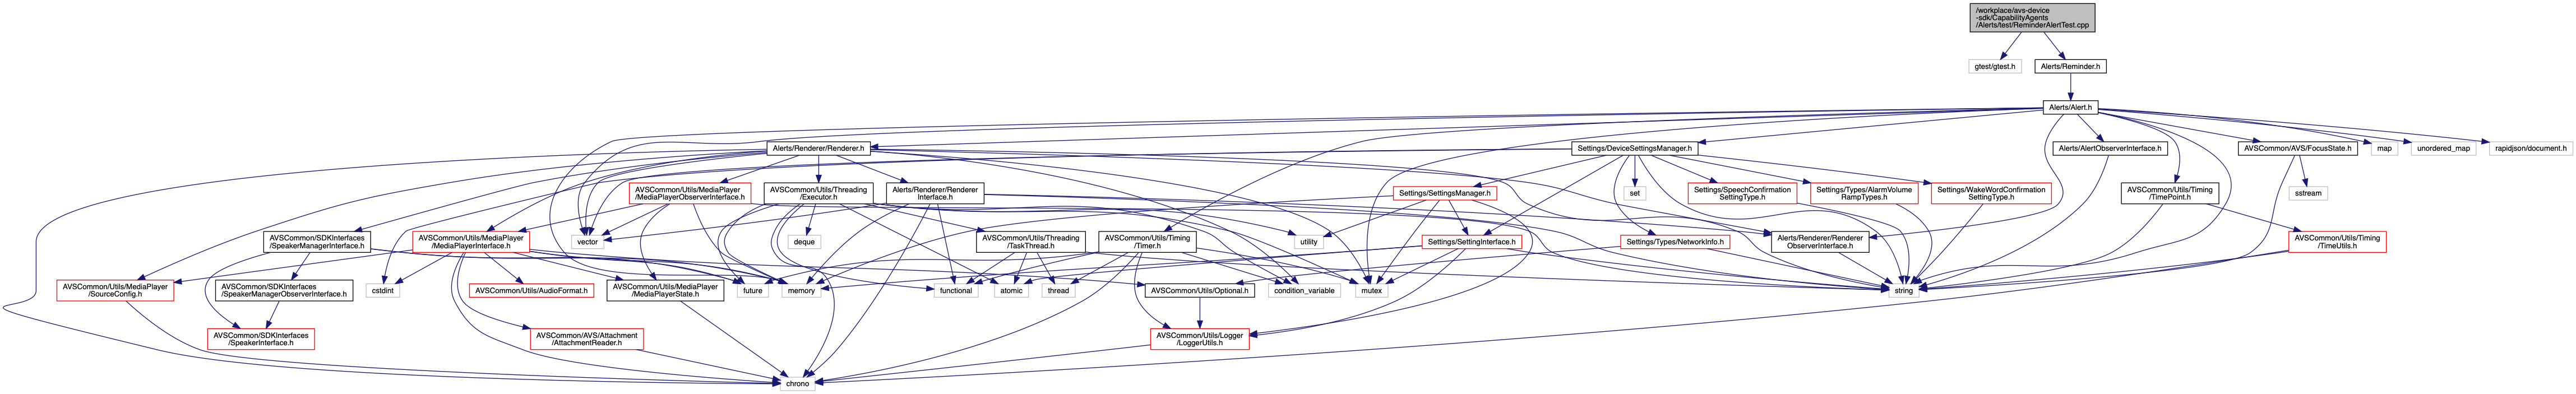 /workplace/avs-device
-sdk/CapabilityAgents
/Alerts/test/ReminderAlertTest.cpp
gtest/gtest.h
Alerts/Reminder.h
Alerts/Alert.h
Alerts/Renderer/Renderer.h
Settings/DeviceSettingsManager.h
Alerts/AlertObserverInterface.h
AVSCommon/AVS/FocusState.h
map
unordered_map
rapidjson/document.h
AVSCommon/Utils/MediaPlayer
/MediaPlayerObserverInterface.h
AVSCommon/Utils/Threading
/Executor.h
Alerts/Renderer/Renderer
Interface.h
Settings/SettingsManager.h
set
Settings/SpeechConfirmation
SettingType.h
Settings/Types/AlarmVolume
RampTypes.h
Settings/WakeWordConfirmation
SettingType.h
AVSCommon/Utils/Timing
/TimePoint.h
sstream
AVSCommon/SDKInterfaces
/SpeakerManagerInterface.h
AVSCommon/Utils/MediaPlayer
/MediaPlayerInterface.h
vector
deque
AVSCommon/Utils/Threading
/TaskThread.h
AVSCommon/Utils/Timing
/Timer.h
utility
Settings/SettingInterface.h
Settings/Types/NetworkInfo.h
Alerts/Renderer/Renderer
ObserverInterface.h
AVSCommon/Utils/Timing
/TimeUtils.h
AVSCommon/Utils/MediaPlayer
/SourceConfig.h
AVSCommon/SDKInterfaces
/SpeakerManagerObserverInterface.h
cstdint
AVSCommon/Utils/AudioFormat.h
AVSCommon/Utils/MediaPlayer
/MediaPlayerState.h
future
memory
functional
atomic
thread
AVSCommon/Utils/Optional.h
condition_variable
mutex
string
AVSCommon/SDKInterfaces
/SpeakerInterface.h
AVSCommon/AVS/Attachment
/AttachmentReader.h
AVSCommon/Utils/Logger
/LoggerUtils.h
chrono